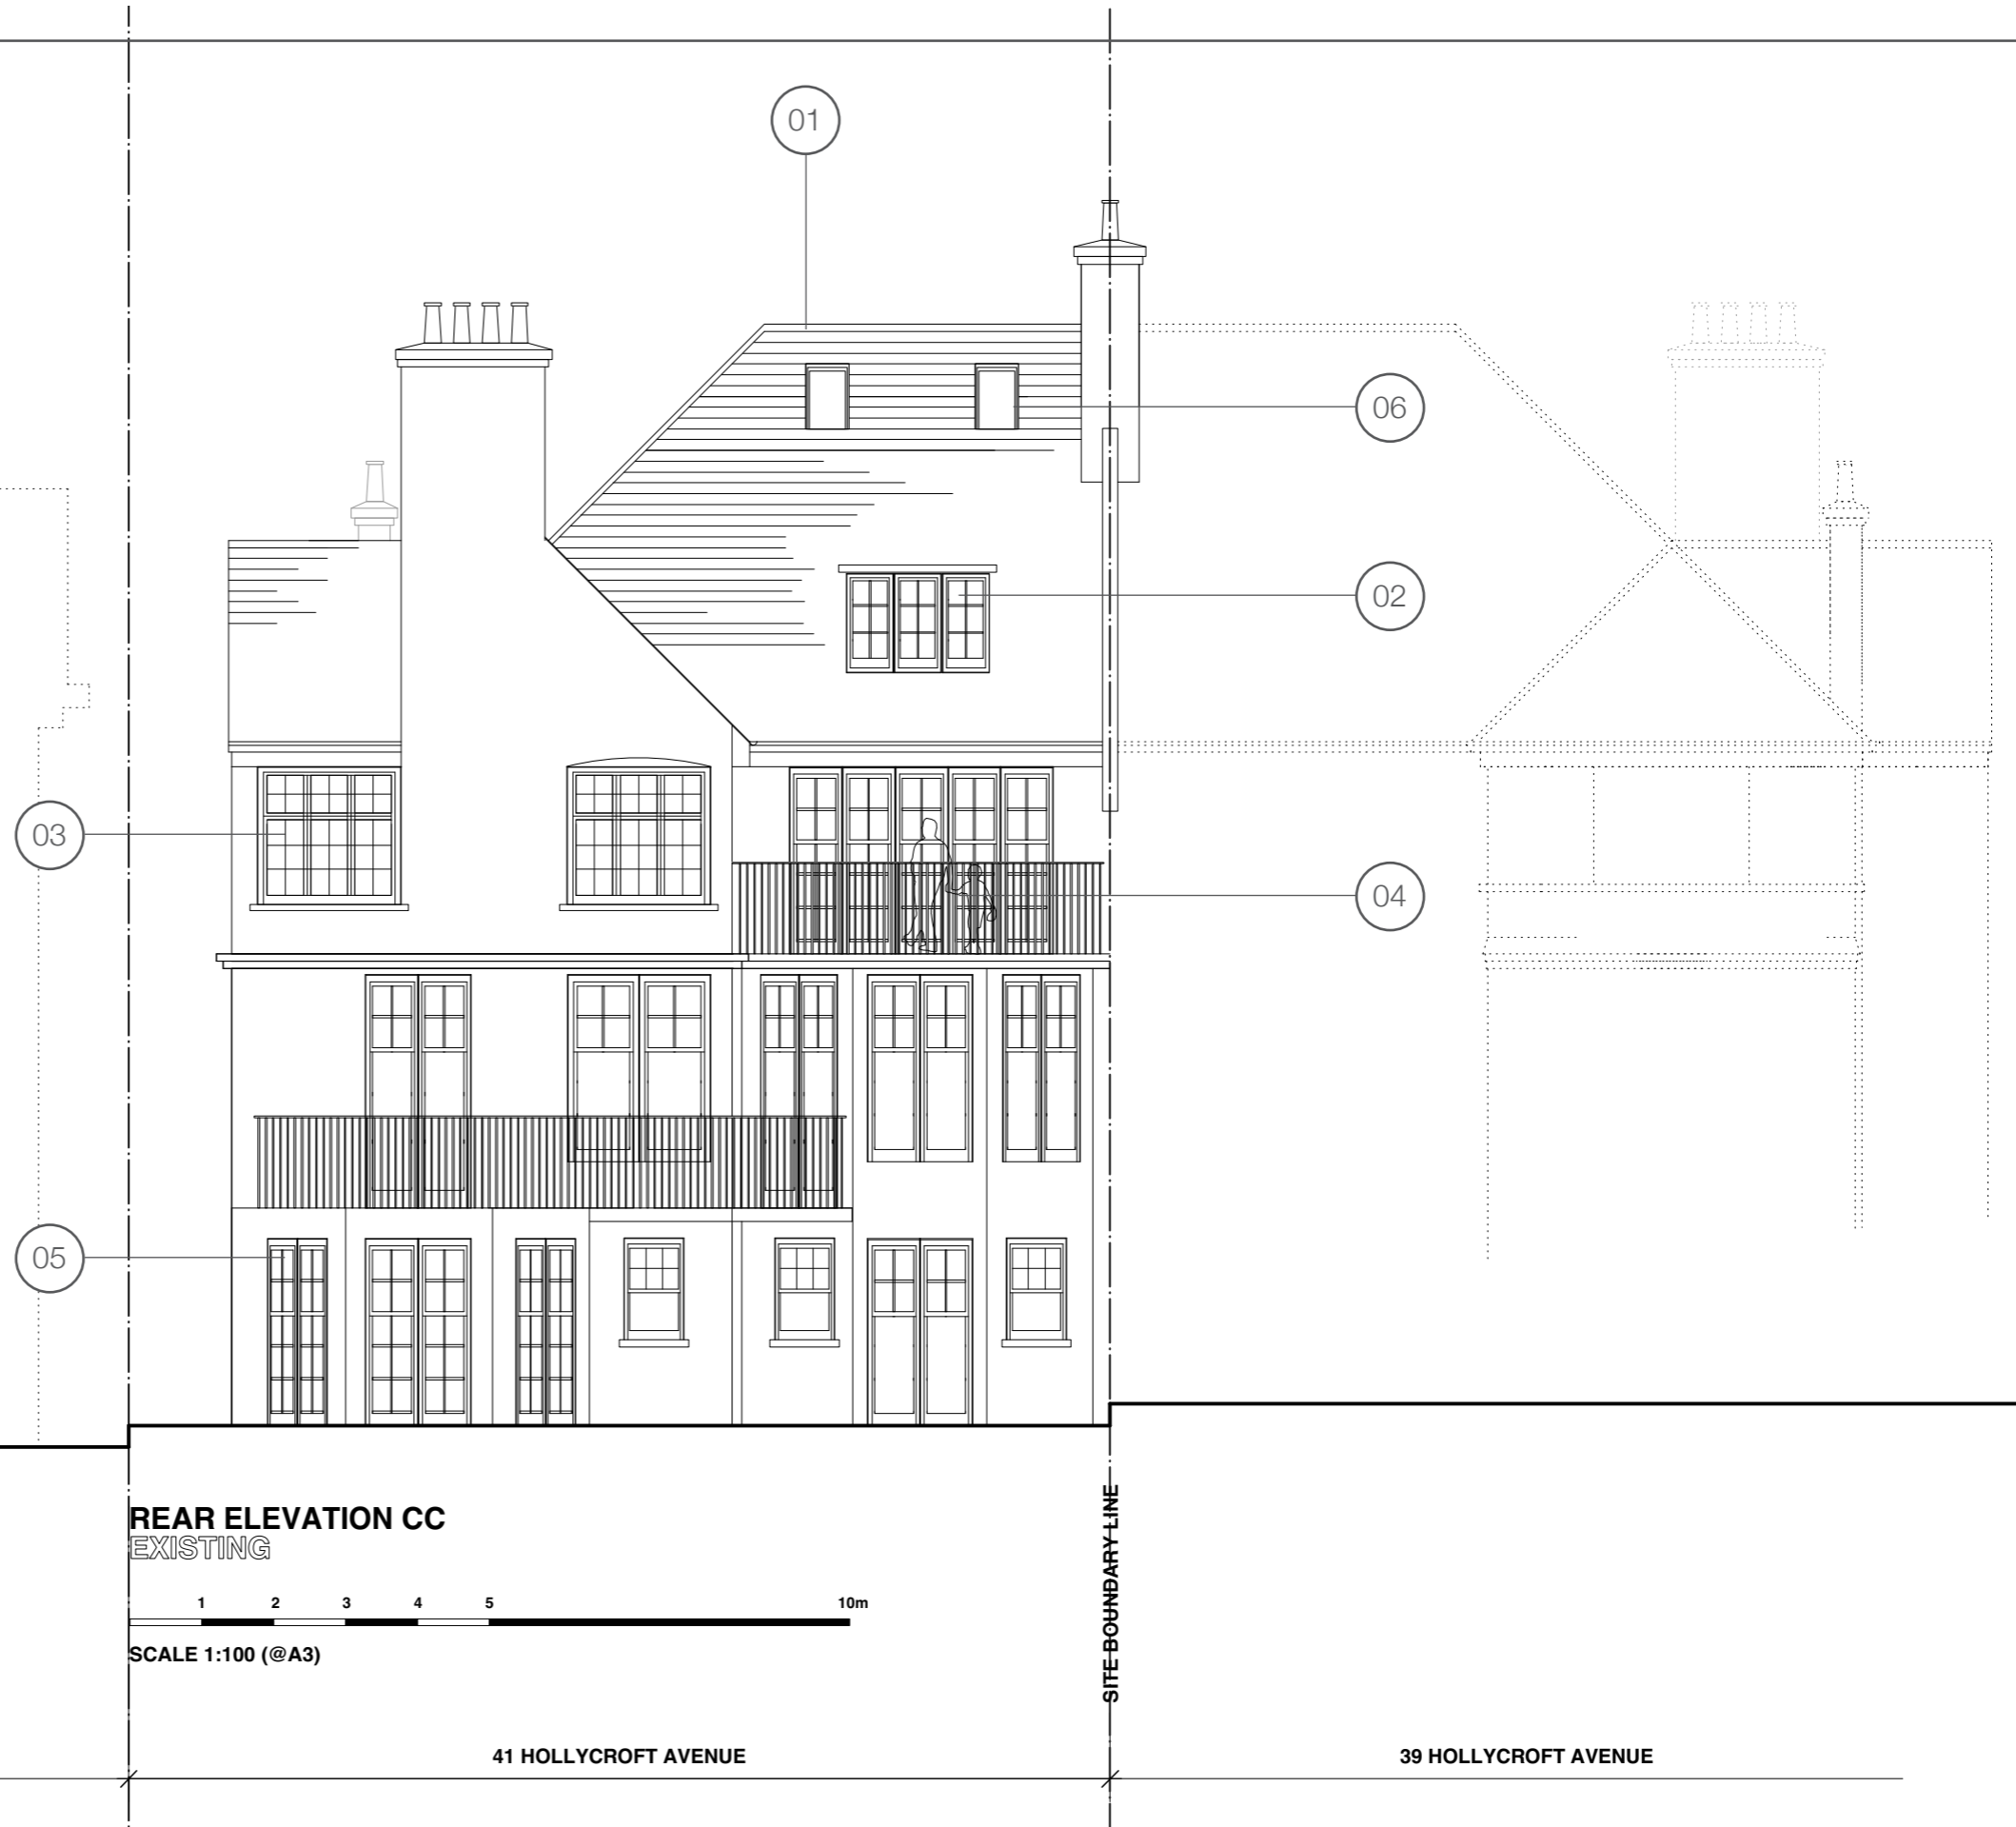 01
06
02
03
04
05
REAR ELEVATION CC
EXISTING
1 2 3 4 5 10m
SCALE 1:100 (@A3)
SITE BOUNDARY LINE
41 HOLLYCROFT AVENUE
39 HOLLYCROFT AVENUE